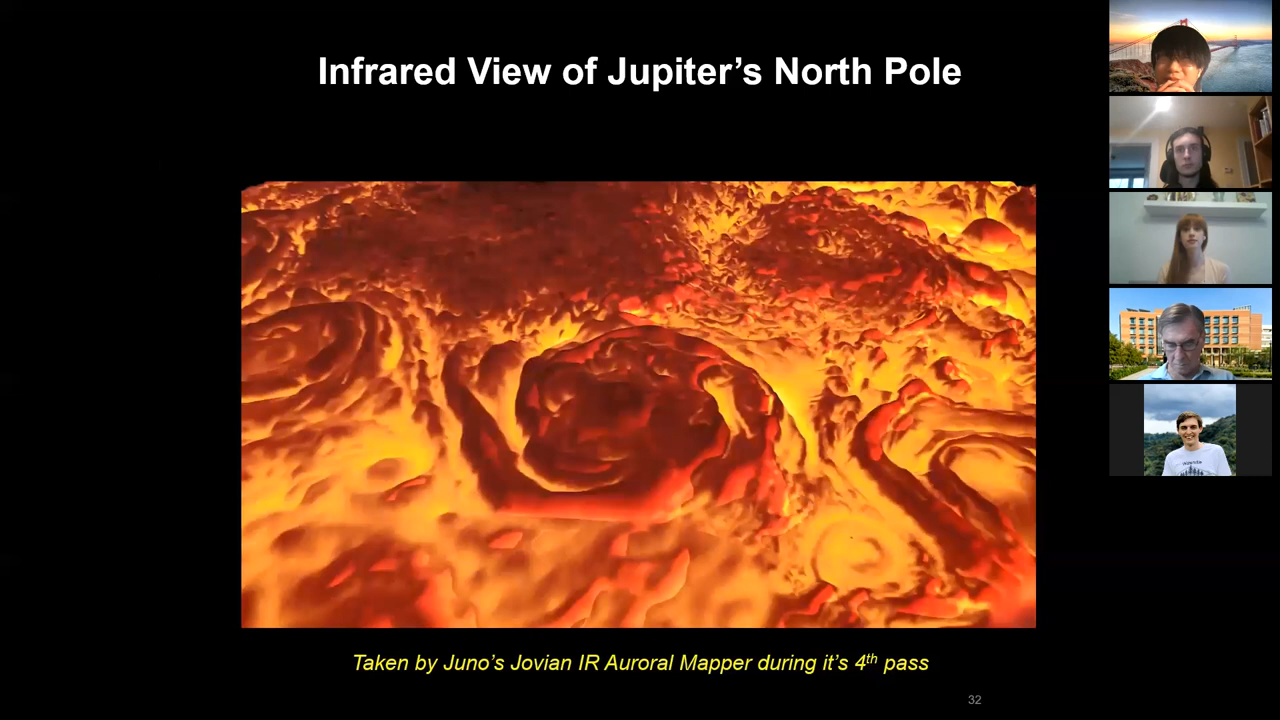 Infrared View of Jupiter’s North Pole
Taken by Juno’s Jovian IR Auroral Mapper during it’s 4th pass
32